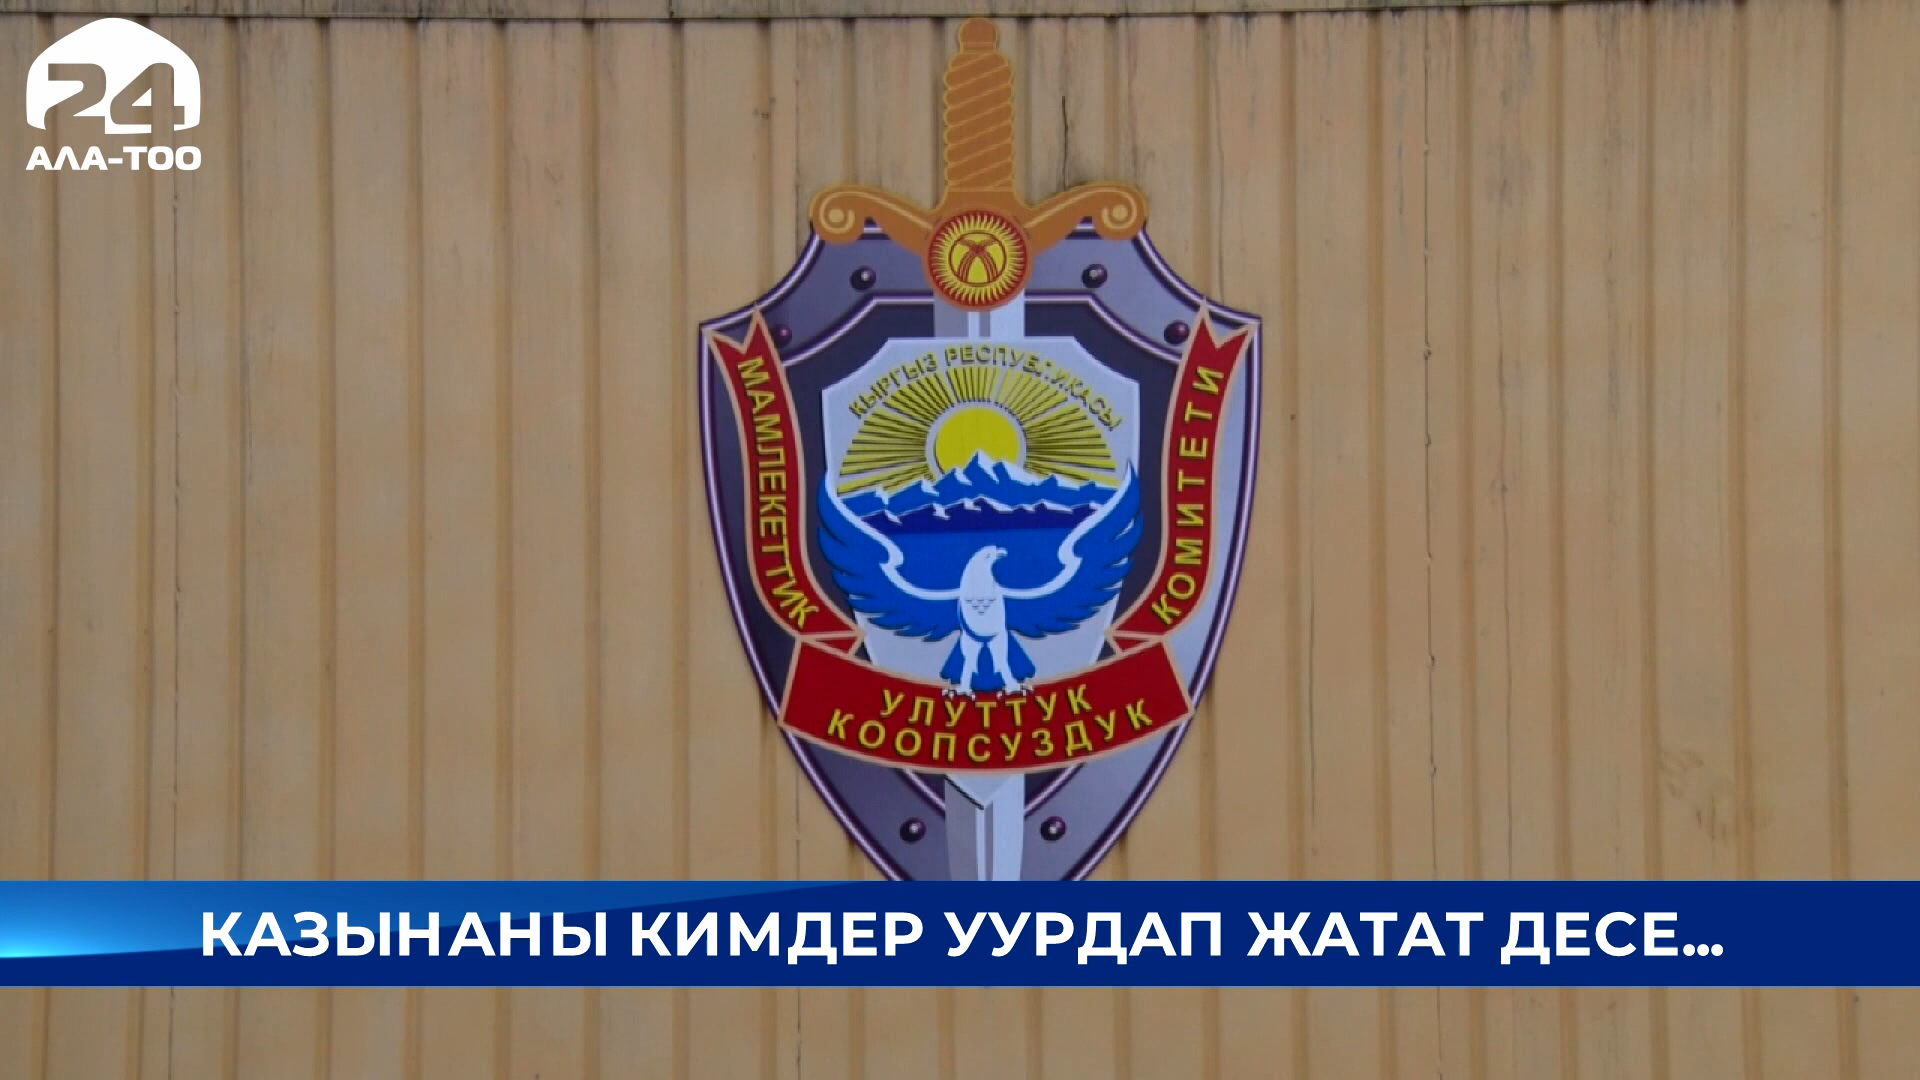 24
АЛА-ТОО
КЫРГЫЗ РЕСПУБЛИКАСЫ
МАМЛЕКЕТТИК
УЛУТТУК
КООПСУЗДУК
КОМИТЕТИ
КАЗЫНАНЫ КИМДЕР УУРДАП ЖАТАТ ДЕСЕ...